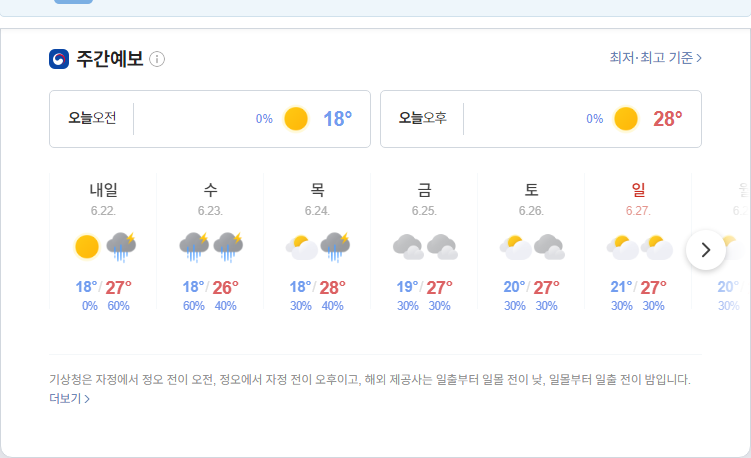 주간예보
최저·최고 기준
오늘오전 0% 18°
오늘오후 0% 28°
내일 수 목 금 토 일 월
6.22. 6.23. 6.24. 6.25. 6.26. 6.27.
18°/27° 18°/26° 18°/28° 19°/27° 20°/27° 21°/27° 20°
0% 60% 60% 40% 30% 40% 30% 30% 30% 30% 30% 30% 30%
기상청은 자정에서 정오 전이 오전, 정오에서 자정 전이 오후이고, 해외 제공사는 일출부터 일몰 전이 낮, 일몰부터 일출 전이 밤입니다.
더보기